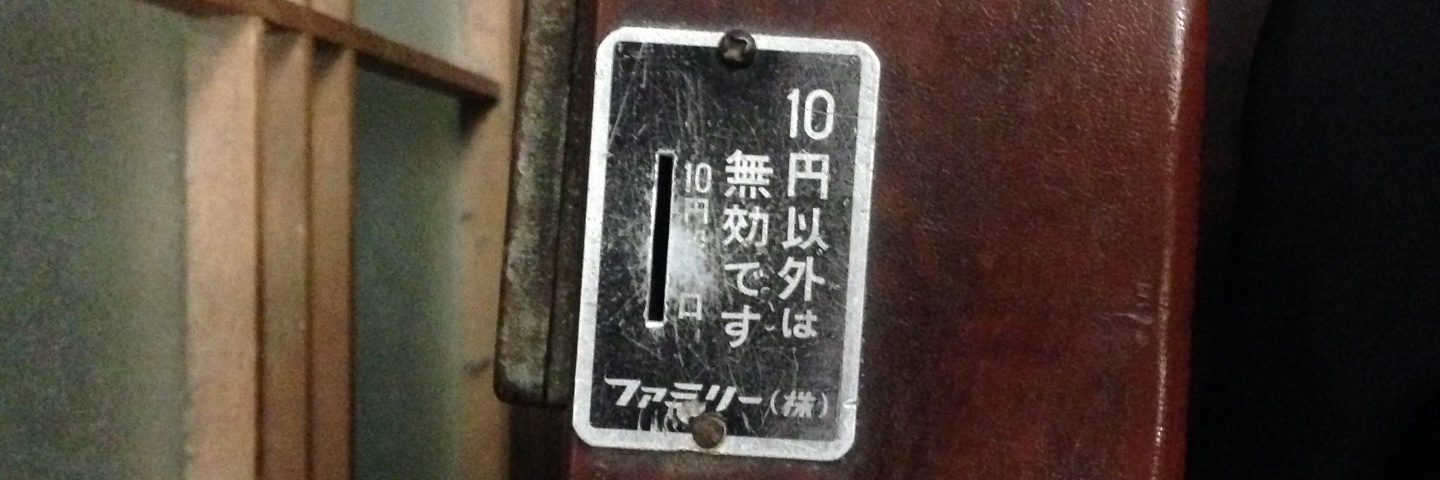 10円以外は
無効です
10円 口
ファミリー(株)